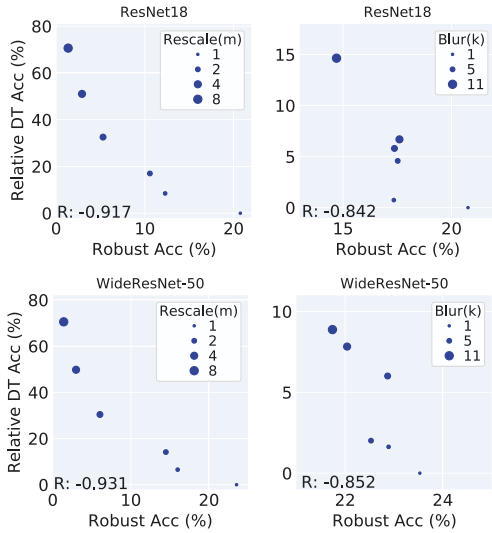 ResNet18
Relative DT Acc (%)
80
60
40
20
0
Rescale(m)
1
2
4
8
R: -0.917
0
10
20
Robust Acc (%)
ResNet18
15
10
5
0
Blur(k)
1
5
11
R: -0.842
15
20
Robust Acc (%)
WideResNet-50
Relative DT Acc (%)
80
60
40
20
0
Rescale(m)
1
2
4
8
R: -0.931
0
10
20
Robust Acc (%)
WideResNet-50
10
5
0
Blur(k)
1
5
11
R: -0.852
22
24
Robust Acc (%)